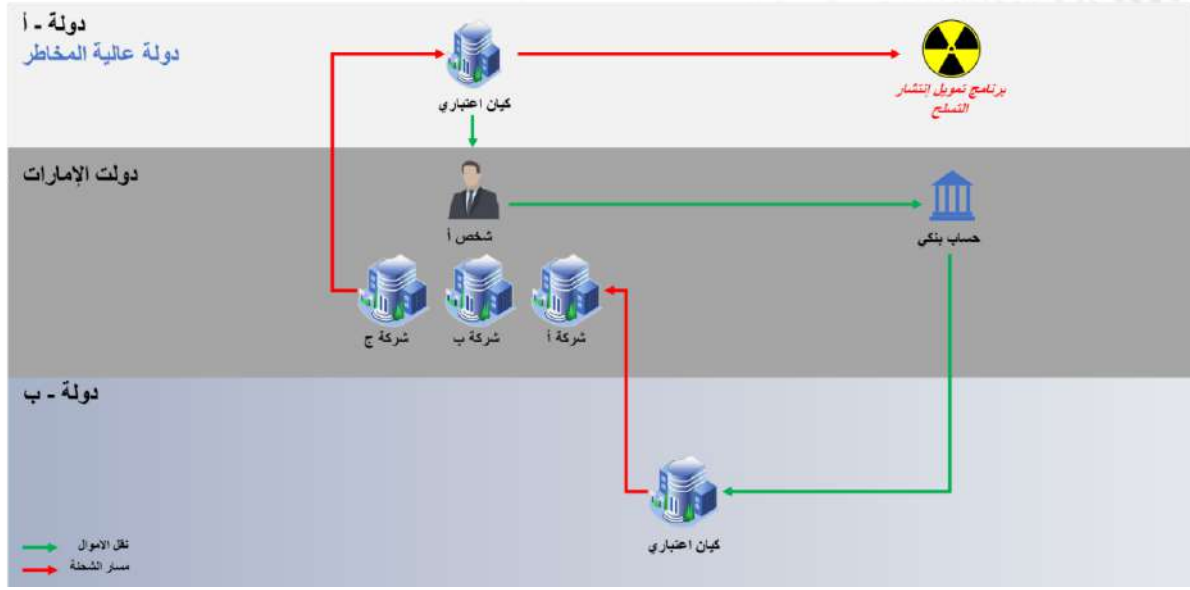 دولة - أ
دولة عالية المخاطر
كيان اعتباري
برنامج تمويل إنتشار
التسلح
دولت الإمارات
شخص أ
حساب بنكي
شركة أ
شركة ب
شركة ج
دولة - ب
كيان اعتباري
نقل الاموال
مسار الشحنة